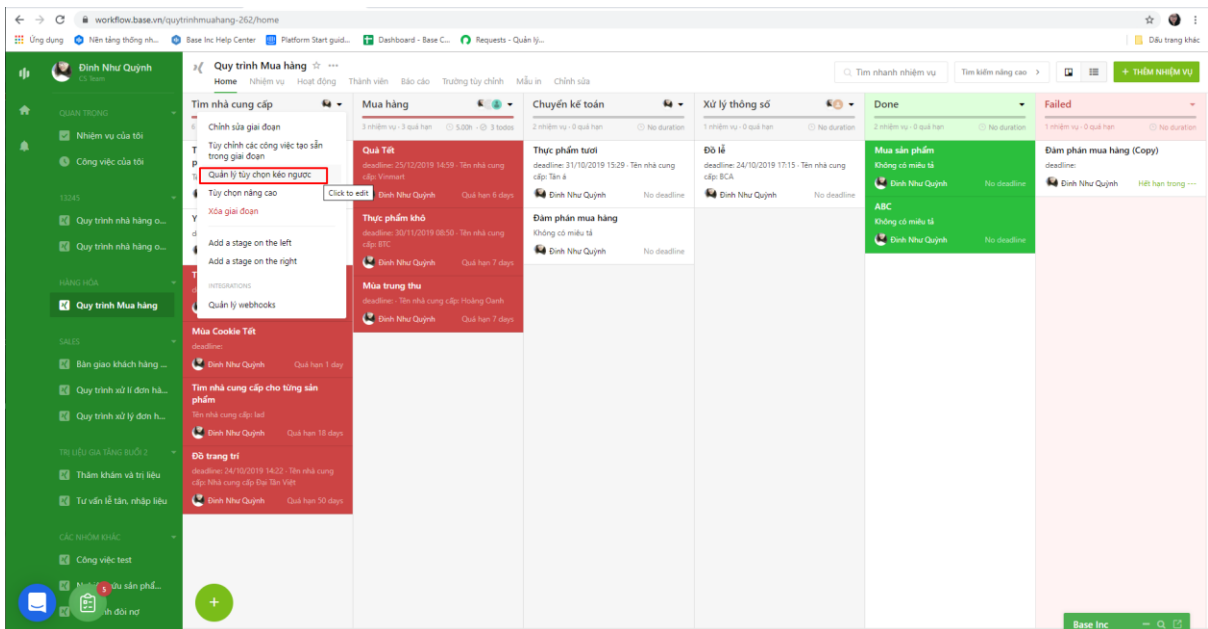 workflow.base.vn/quytrinhmuahang-262/home
Ứng dụng
Nền tảng thống nh...
Base Inc Help Center
Platform Start guid...
Dashboard - Base C...
Requests - Quản lý...
Dấu trang khác
Đinh Như Quỳnh
CS Team
QUAN TRỌNG
Nhiệm vụ của tôi
Công việc của tôi
13245
Quy trình nhà hàng o...
Quy trình nhà hàng o...
HÀNG HÓA
Quy trình Mua hàng
SALES
Bàn giao khách hàng ...
Quy trình xử lí đơn hà...
Quy trình xử lý đơn h...
TRỊ LIỆU GIA TĂNG BUỔI 2
Thăm khám và trị liệu
Tư vấn lễ tân, nhập liệu
CÁC NHÓM KHÁC
Công việc test
ứu sản phẩ...
5
h đòi nợ
Quy trình Mua hàng
Home Nhiệm vụ Hoạt động Thành viên Báo cáo Trường tùy chỉnh Mẫu in Chỉnh sửa
Tìm nhanh nhiệm vụ
Tìm kiếm nâng cao
+ THÊM NHIỆM VỤ
Tìm nhà cung cấp
Chỉnh sửa giai đoạn
Tùy chỉnh các công việc tạo sẵn
trong giai đoạn
Quản lý tùy chọn kéo ngược
Click to edit
Tùy chọn nâng cao
Xóa giai đoạn
Add a stage on the left
Add a stage on the right
INTEGRATIONS
Quản lý webhooks
Mùa Cookie Tết
deadline:
Đinh Như Quỳnh Quá hạn 1 day
Tìm nhà cung cấp cho từng sản
phẩm
Tên nhà cung cấp: lad
Đinh Như Quỳnh Quá hạn 18 days
Đồ trang trí
deadline: 24/10/2019 14:22 - Tên nhà cung
cấp: Nhà cung cấp Đại Tân Việt
Đinh Như Quỳnh Quá hạn 50 days
Mua hàng
3 nhiệm vụ - 3 quá hạn 5.00h - 3 todos
Quà Tết
deadline: 25/12/2019 14:59 - Tên nhà cung
cấp: Vinmart
Đinh Như Quỳnh Quá hạn 6 days
Thực phẩm khô
deadline: 30/11/2019 08:50 - Tên nhà cung
cấp: BTC
Đinh Như Quỳnh Quá hạn 7 days
Mùa trung thu
deadline: - Tên nhà cung cấp: Hoàng Oanh
Đinh Như Quỳnh Quá hạn 7 days
Chuyển kế toán
2 nhiệm vụ - 0 quá hạn No duration
Thực phẩm tươi
deadline: 31/10/2019 15:29 - Tên nhà cung
cấp: Tân á
Đinh Như Quỳnh No deadline
Đàm phán mua hàng
Không có miêu tả
Đinh Như Quỳnh No deadline
Xử lý thông số
1 nhiệm vụ - 0 quá hạn No duration
Đồ lễ
deadline: 24/10/2019 17:15 - Tên nhà cung
cấp: BCA
Đinh Như Quỳnh No deadline
Done
2 nhiệm vụ - 0 quá hạn No duration
Mua sản phẩm
Không có miêu tả
Đinh Như Quỳnh No deadline
ABC
Không có miêu tả
Đinh Như Quỳnh No deadline
Failed
1 nhiệm vụ - 0 quá hạn No duration
Đàm phán mua hàng (Copy)
deadline:
Đinh Như Quỳnh Hết hạn trong ---
Base Inc